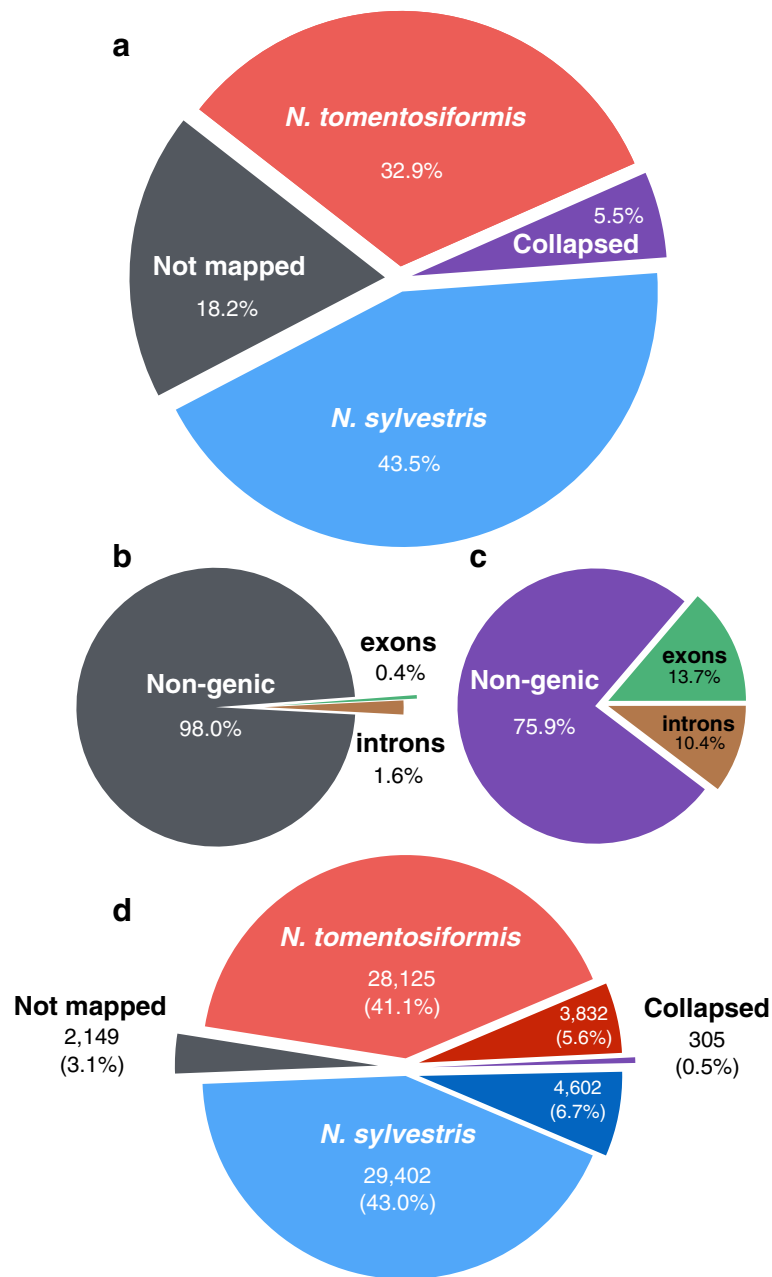 a
N. tomentosiformis
32.9%
5.5%
Collapsed
Not mapped
18.2%
N. sylvestris
43.5%
b
Non-genic
98.0%
exons
0.4%
introns
1.6%
c
Non-genic
75.9%
exons
13.7%
introns
10.4%
d
N. tomentosiformis
28,125
(41.1%)
Not mapped
2,149
(3.1%)
3,832
(5.6%)
Collapsed
305
(0.5%)
4,602
(6.7%)
N. sylvestris
29,402
(43.0%)